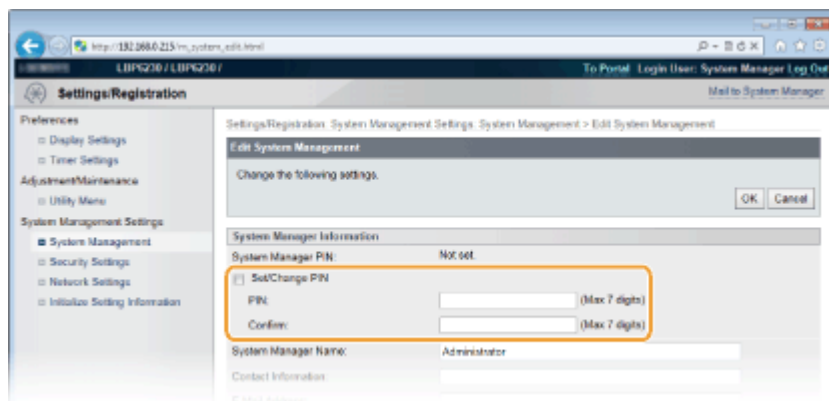 http://192.168.0.215/m_system_edit.html
LBP6230 / LBP6230 /
To Portal Login User: System Manager Log Out
Settings/Registration
Mail to System Manager
Preferences
Display Settings
Timer Settings
Adjustment/Maintenance
Utility Menu
System Management Settings
System Management
Security Settings
Network Settings
Initialize Setting Information
Settings/Registration: System Management Settings: System Management > Edit System Management
Edit System Management
Change the following settings.
OK Cancel
System Manager Information
System Manager PIN: Not set.
Set/Change PIN
PIN: (Max 7 digits)
Confirm: (Max 7 digits)
System Manager Name: Administrator
Contact Information:
E-Mail Address: